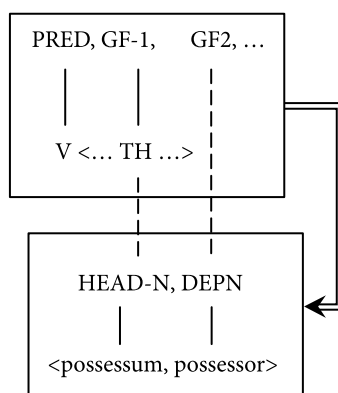 PRED, GF-1, GF2, …
V <… TH …>
HEAD-N, DEPN
<possessum, possessor>